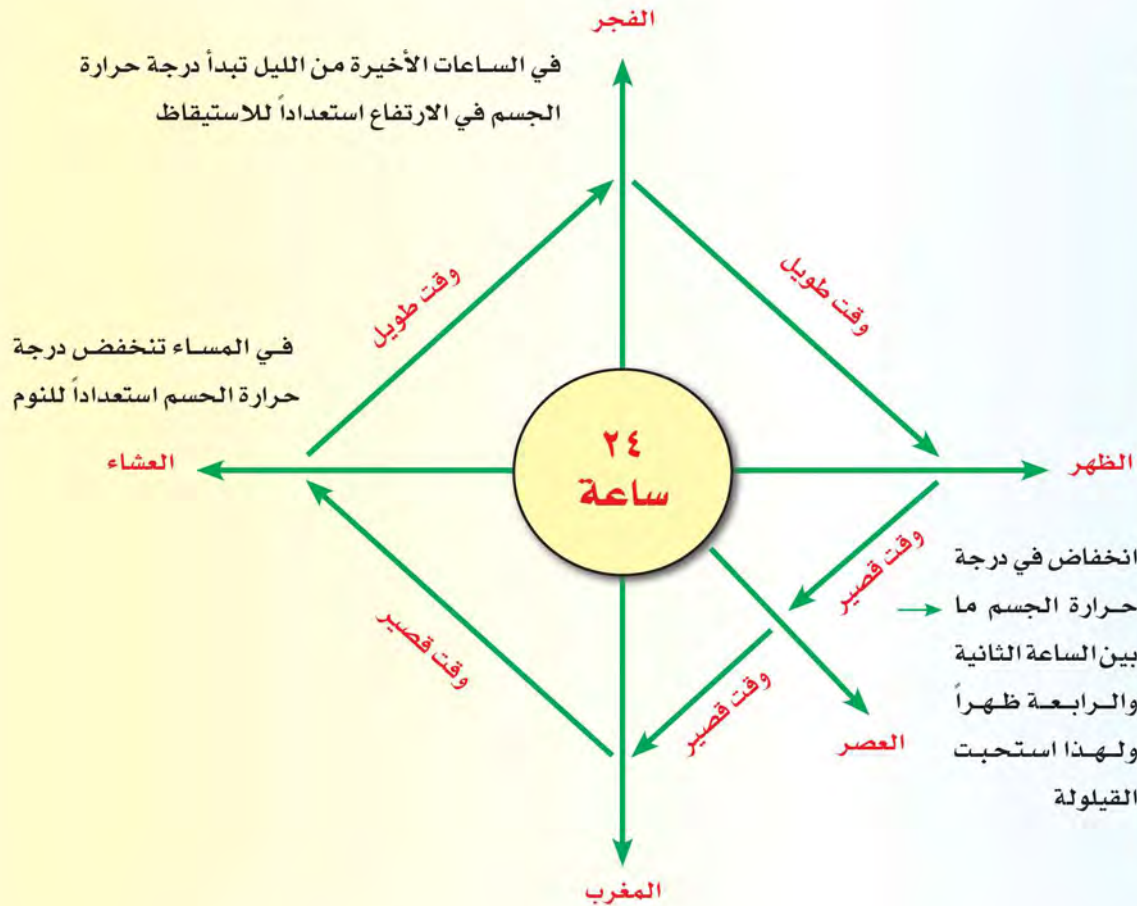 الفجر
في الساعات الأخيرة من الليل تبدأ درجة حرارة
الجسم في الارتفاع استعداداً للاستيقاظ
وقت طويل
وقت طويل
في المساء تنخفض درجة
حرارة الحسم استعداداً للنوم
الظهر
٢٤
ساعة
العشاء
وقت قصير
انخفاض في درجة
حرارة الجسم ما
بين الساعة الثانية
والرابعة ظهراً
ولهذا استحبت
القيلولة
وقت قصير
وقت قصير
العصر
المغرب